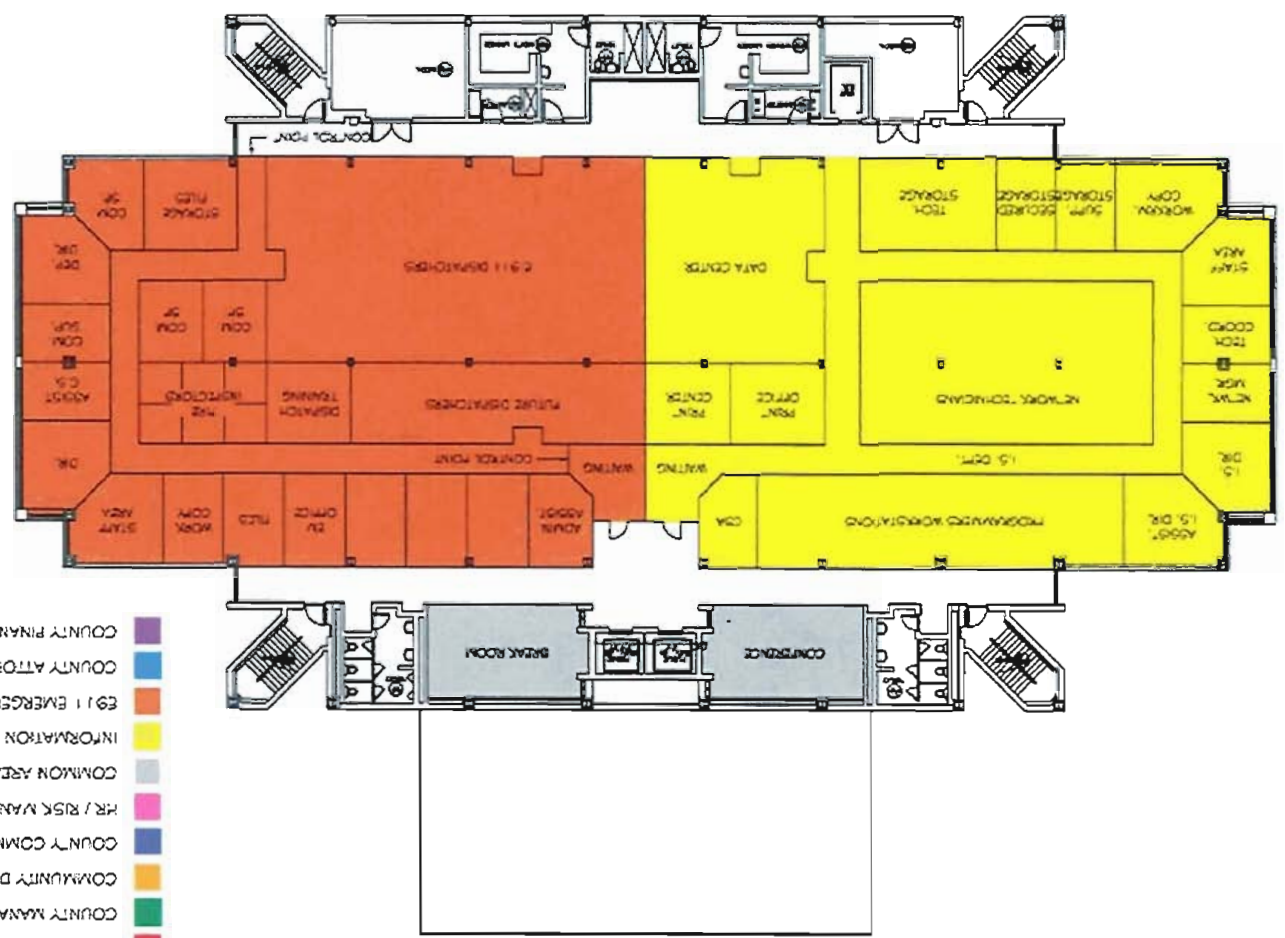 COUNTY MANA
COMMUNITY D
COUNTY COMM
HR / RISK MANA
COMMON AREA
INFORMATION
E911 EMERGE
COUNTY ATTOR
COUNTY FINAN
CONFERENCE
BREAK ROOM
ASSIST.
I.S. DIR.
PROGRAMMERS WORKSTATIONS
CSA
ADMIN.
ASSIST.
EM
OFFICE
FILES
WORK
COPY
STAFF
AREA
I.S.
DIR.
I.S. DEPT.
WAITING
WAITING
CONTROL POINT
DIR.
NETWK.
MGR.
NETWORK TECHNICIANS
PRINT
OFFICE
PRINT
CENTER
FUTURE DISPATCHERS
DISPATCH
TRAINING
FIRE
INSPECTORS
ASSIST.
C.S.
TECH.
COORD.
COM
SP
COM
SP
COM
SUP.
STAFF
AREA
DATA CENTER
E911 DISPATCHERS
DEP.
DIR.
WORKRM.
COPY
SUPP.
STORAGE
SECURED
STORAGE
TECH
STORAGE
STORAGE
FILES
COM
SP
CONTROL POINT